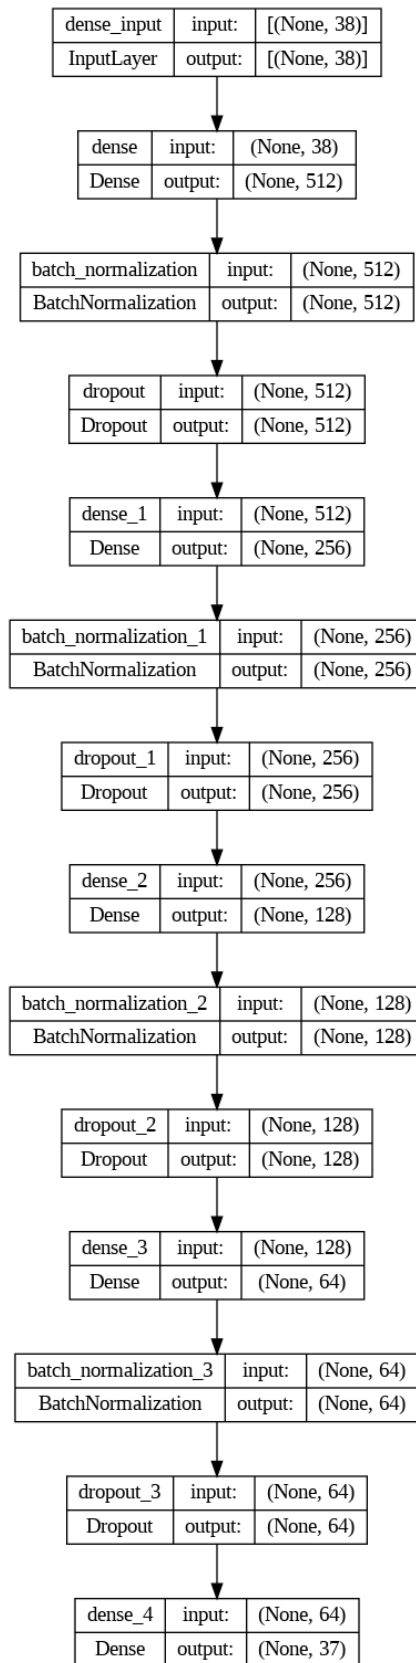 dense_input input: [(None, 38)]
InputLayer output: [(None, 38)]
dense input: (None, 38)
Dense output: (None, 512)
batch_normalization input: (None, 512)
BatchNormalization output: (None, 512)
dropout input: (None, 512)
Dropout output: (None, 512)
dense_1 input: (None, 512)
Dense output: (None, 256)
batch_normalization_1 input: (None, 256)
BatchNormalization output: (None, 256)
dropout_1 input: (None, 256)
Dropout output: (None, 256)
dense_2 input: (None, 256)
Dense output: (None, 128)
batch_normalization_2 input: (None, 128)
BatchNormalization output: (None, 128)
dropout_2 input: (None, 128)
Dropout output: (None, 128)
dense_3 input: (None, 128)
Dense output: (None, 64)
batch_normalization_3 input: (None, 64)
BatchNormalization output: (None, 64)
dropout_3 input: (None, 64)
Dropout output: (None, 64)
dense_4 input: (None, 64)
Dense output: (None, 37)